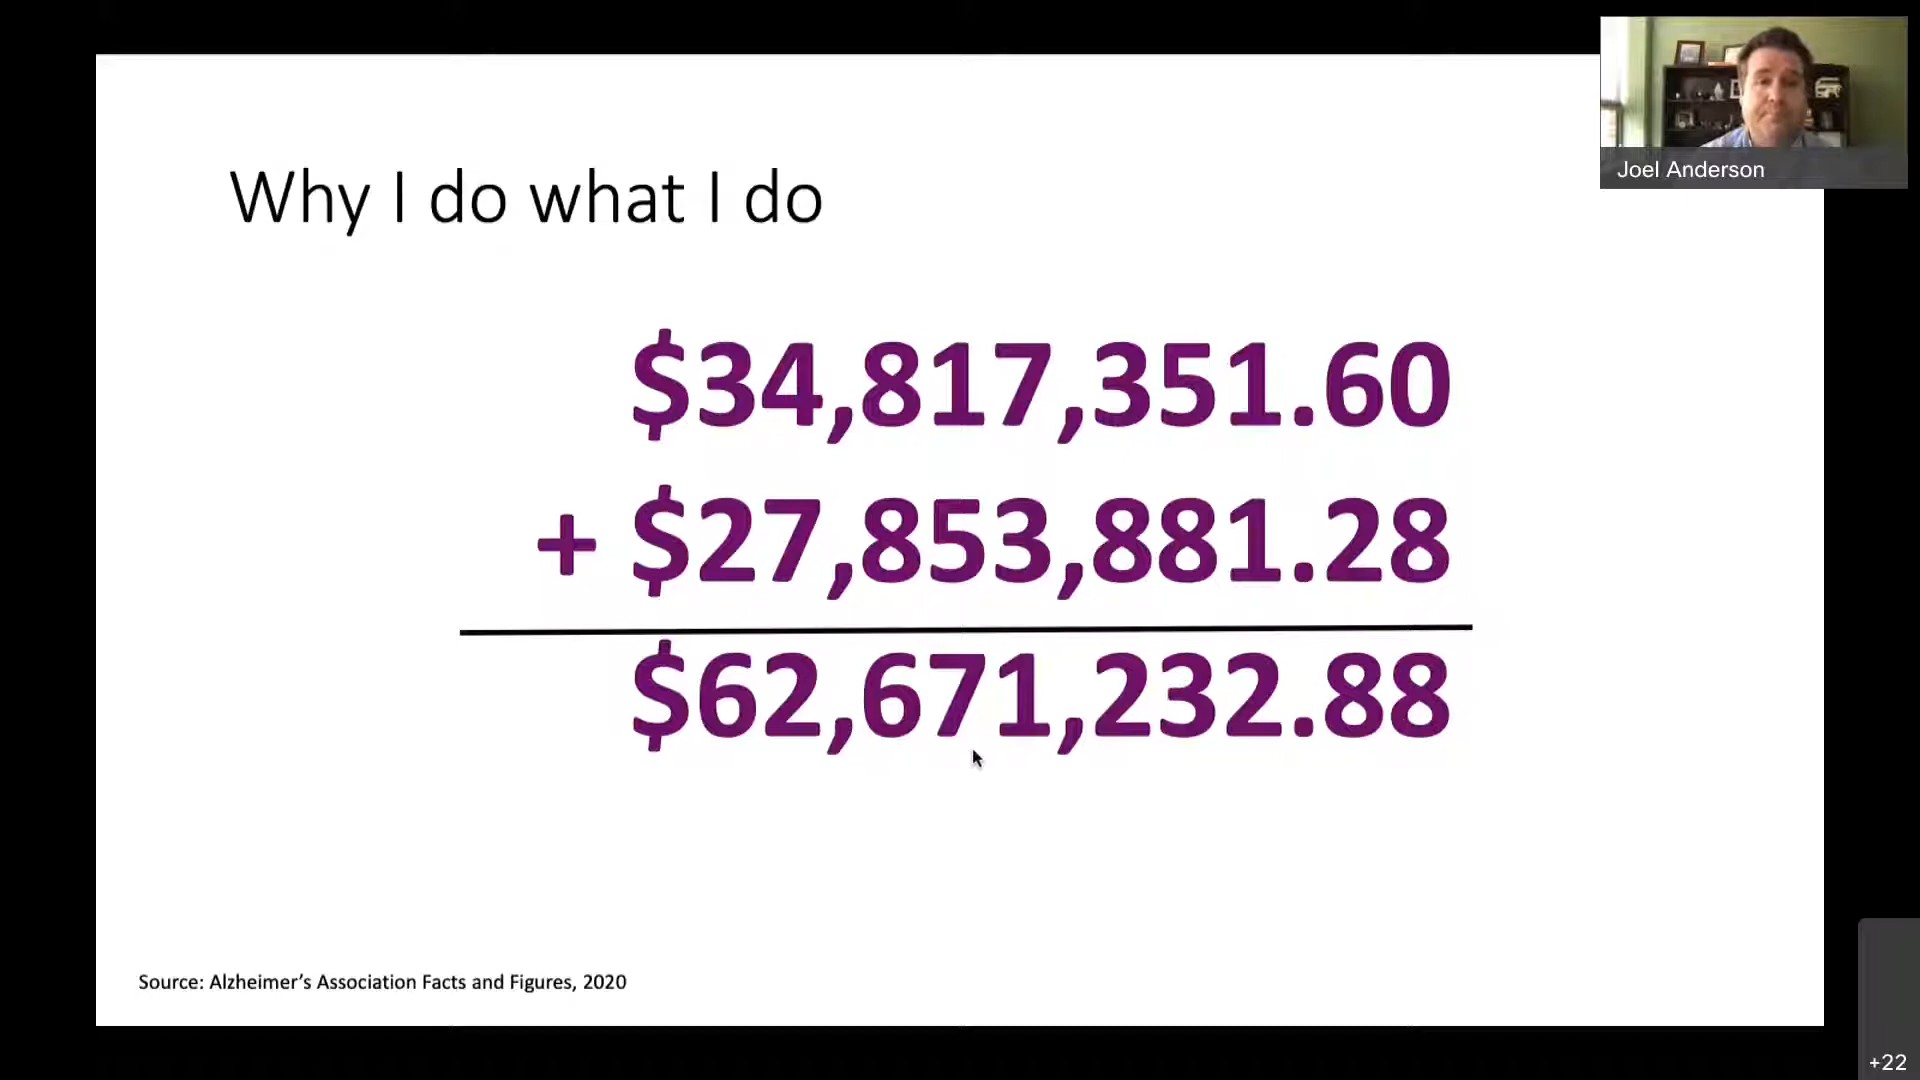 Joel Anderson
Why I do what I do
$34,817,351.60
+ $27,853,881.28
$62,671,232.88
Source: Alzheimer’s Association Facts and Figures, 2020
+22